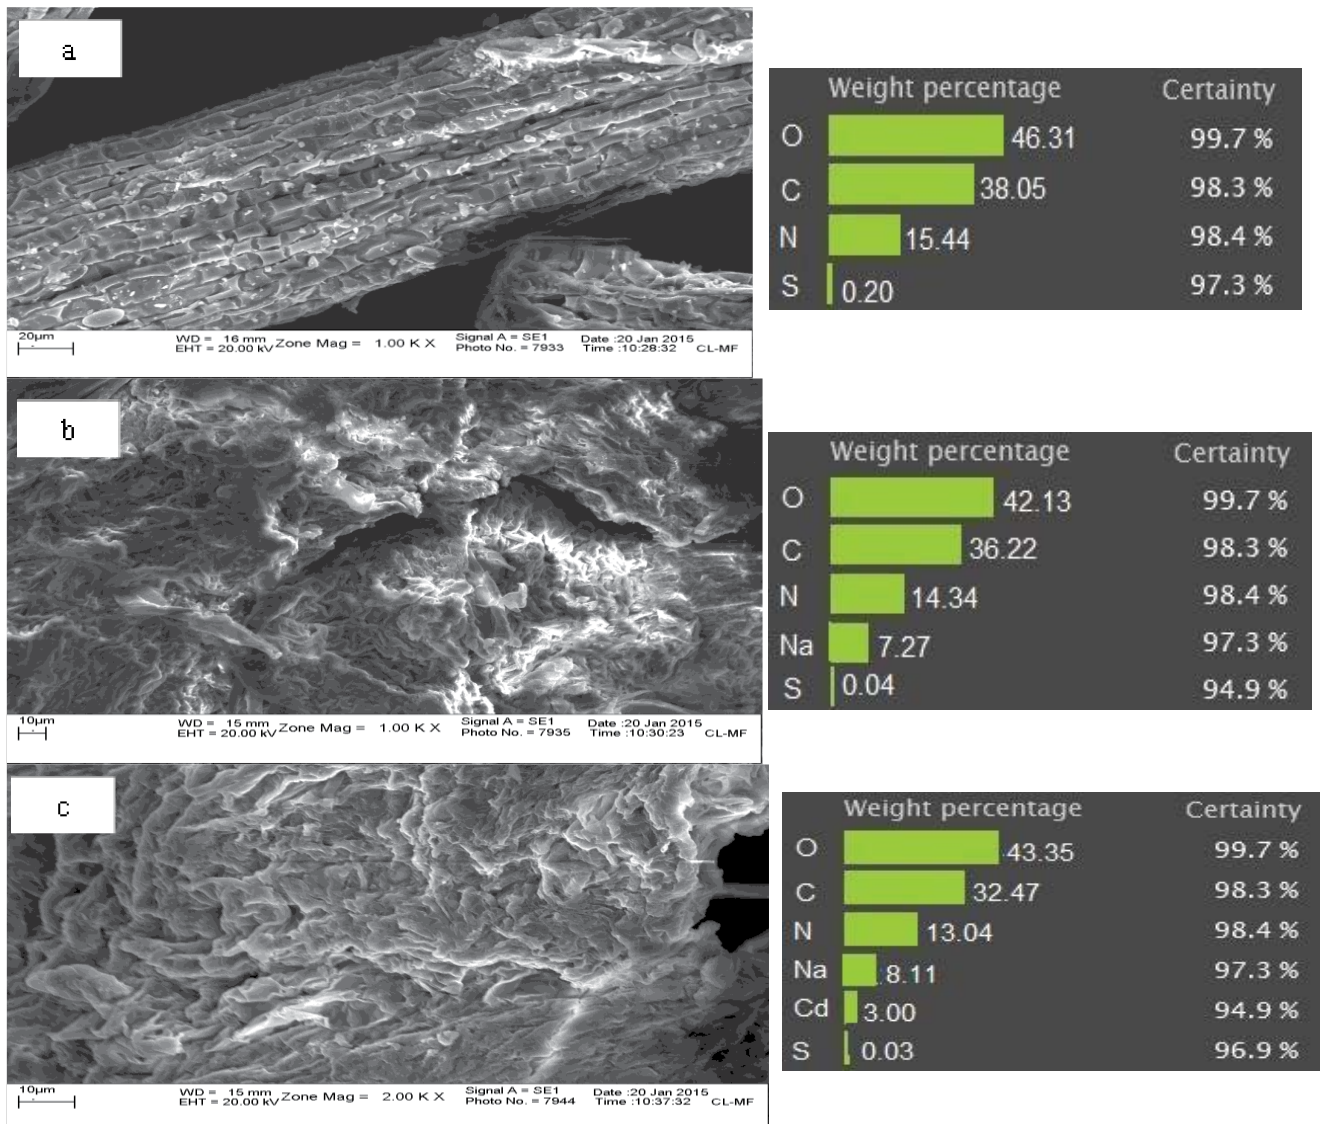 a
Weight percentage Certainty
O 46.31 99.7 %
C 38.05 98.3 %
N 15.44 98.4 %
S 0.20 97.3 %
20µm WD = 16 mm Zone Mag = 1.00 K X Signal A = SE1 Date :20 Jan 2015
EHT = 20.00 kV Photo No. = 7933 Time :10:28:32 CL-MF
b
Weight percentage Certainty
O 42.13 99.7 %
C 36.22 98.3 %
N 14.34 98.4 %
Na 7.27 97.3 %
S 0.04 94.9 %
10µm WD = 15 mm Zone Mag = 1.00 K X Signal A = SE1 Date :20 Jan 2015
EHT = 20.00 kV Photo No. = 7935 Time :10:30:23 CL-MF
c
Weight percentage Certainty
O 43.35 99.7 %
C 32.47 98.3 %
N 13.04 98.4 %
Na 8.11 97.3 %
Cd 3.00 94.9 %
S 0.03 96.9 %
10µm WD = 15 mm Zone Mag = 2.00 K X Signal A = SE1 Date :20 Jan 2015
EHT = 20.00 kV Photo No. = 7944 Time :10:37:32 CL-MF